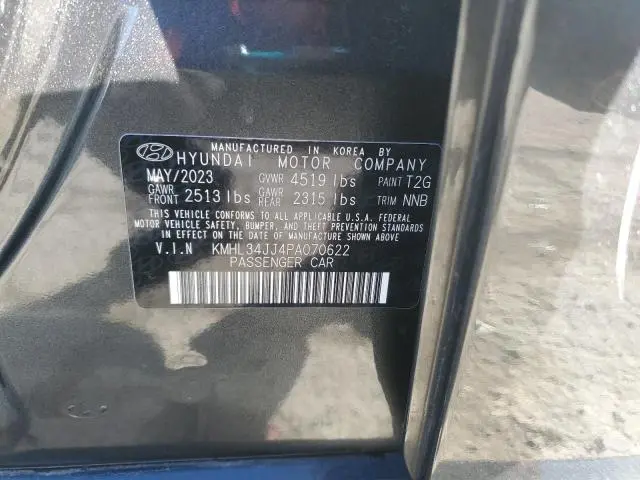 MANUFACTURED IN KOREA BY
HYUNDAI MOTOR COMPANY
MAY/2023 GVWR 4519 lbs PAINT T2G
GAWR FRONT 2513 lbs GAWR REAR 2315 lbs TRIM NNB
THIS VEHICLE CONFORMS TO ALL APPLICABLE U.S.A. FEDERAL
MOTOR VEHICLE SAFETY, BUMPER, AND THEFT PREVENTION
STANDARDS IN EFFECT ON THE DATE OF MANUFACTURE
SHOWN ABOVE.
V.I.N KMHL34JJ4PA070622
PASSENGER CAR